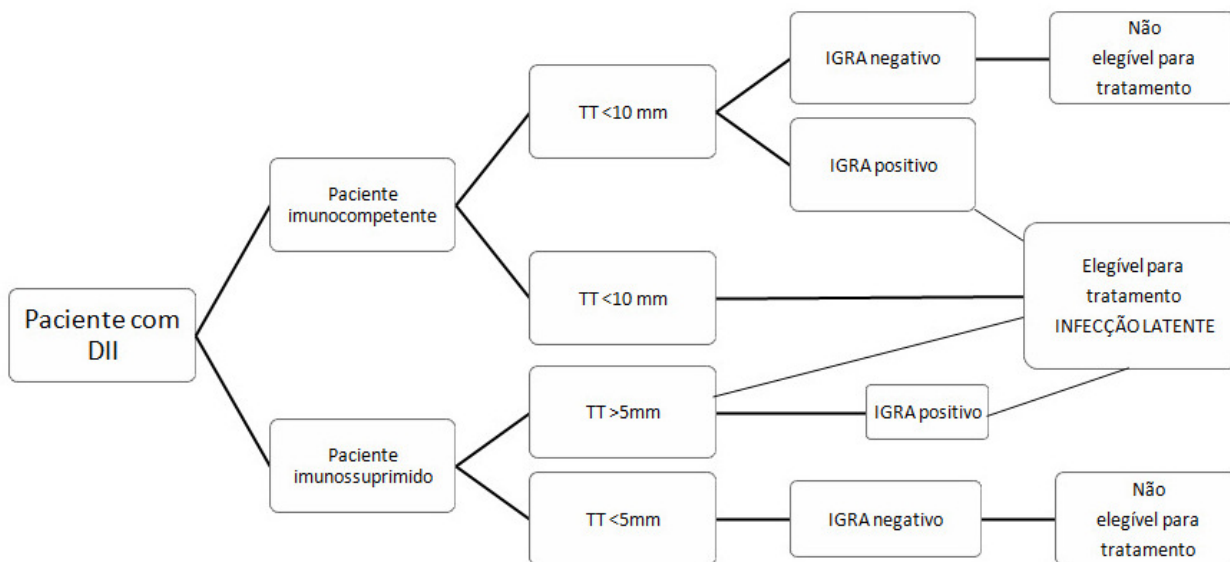 Paciente com
DII
Paciente
imunocompetente
TT <10 mm
IGRA negativo
Não
elegível para
tratamento
IGRA positivo
TT <10 mm
Elegível para
tratamento
INFECÇÃO LATENTE
Paciente
imunossuprimido
TT >5mm
IGRA positivo
TT <5mm
IGRA negativo
Não
elegível para
tratamento